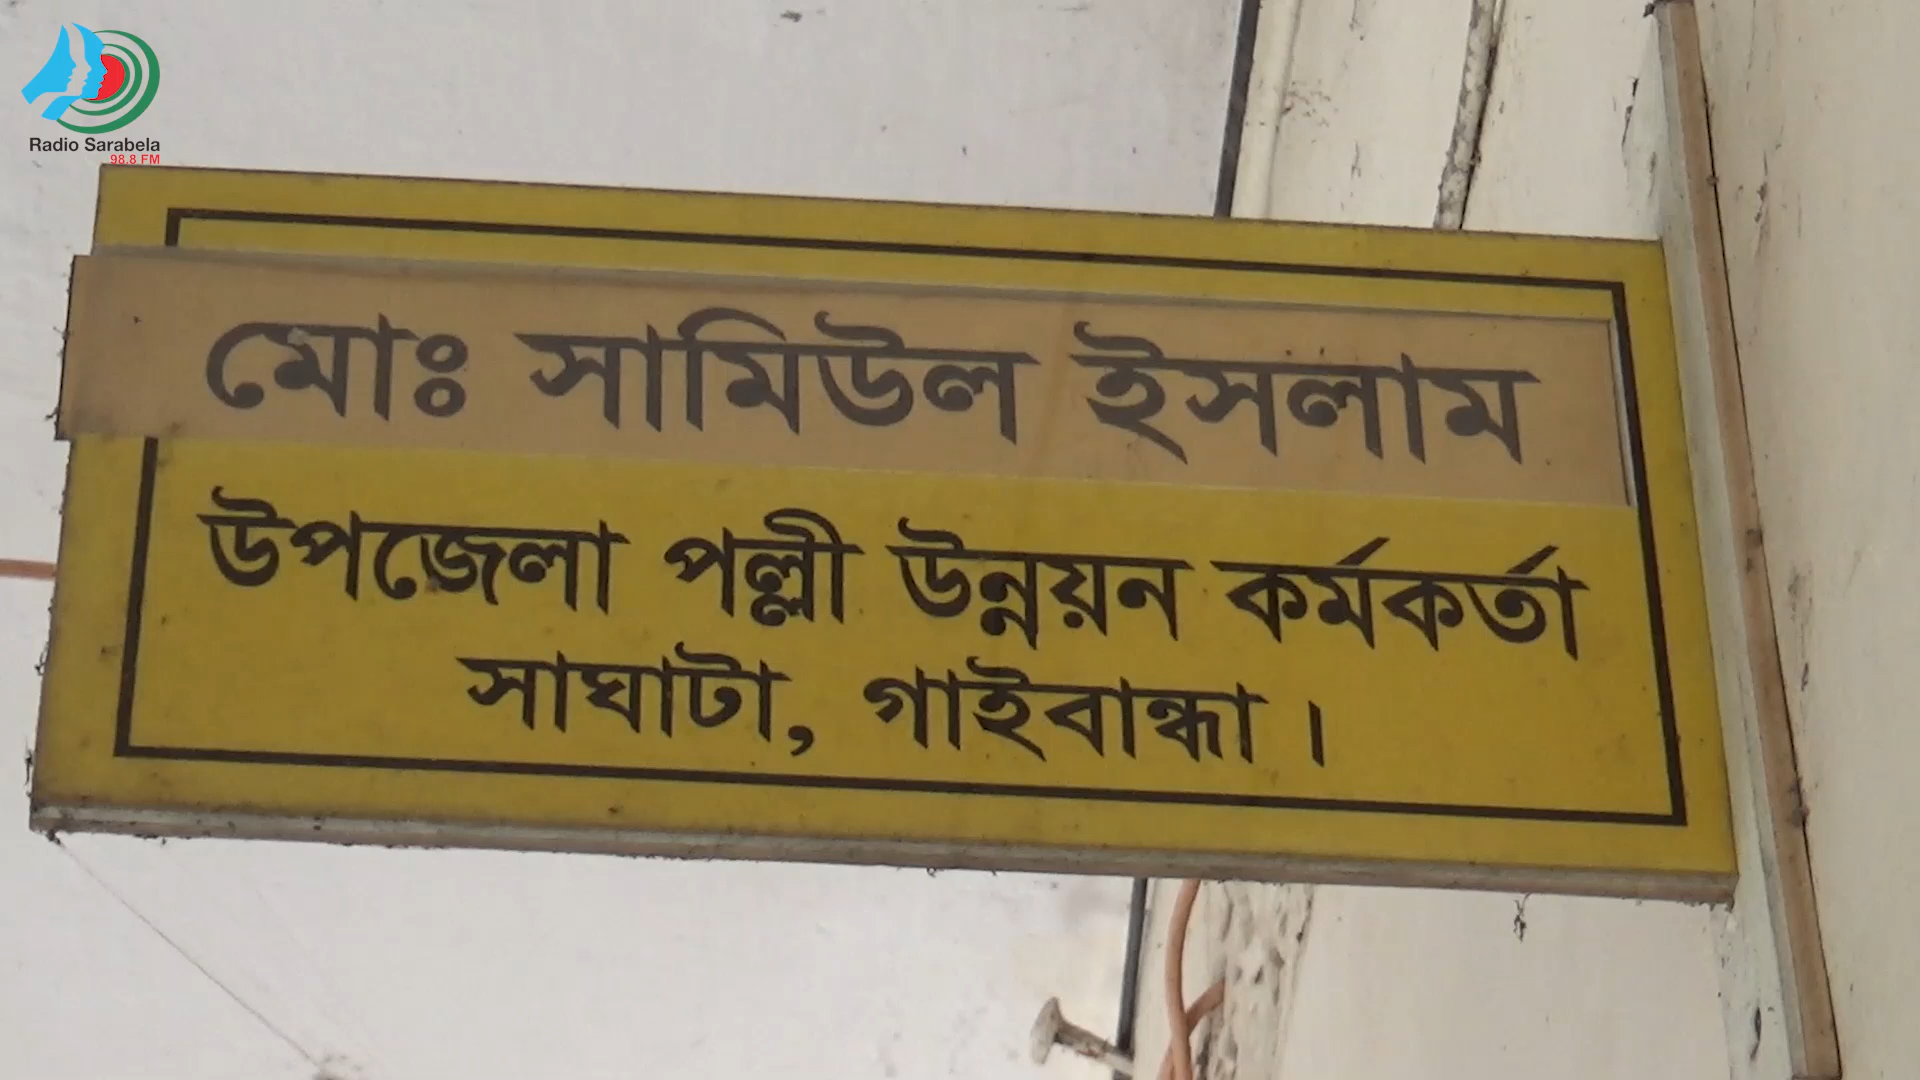 Radio Sarabela
98.8 FM
মোঃ সামিউল ইসলাম
উপজেলা পল্লী উন্নয়ন কর্মকর্তা
সাঘাটা, গাইবান্ধা।